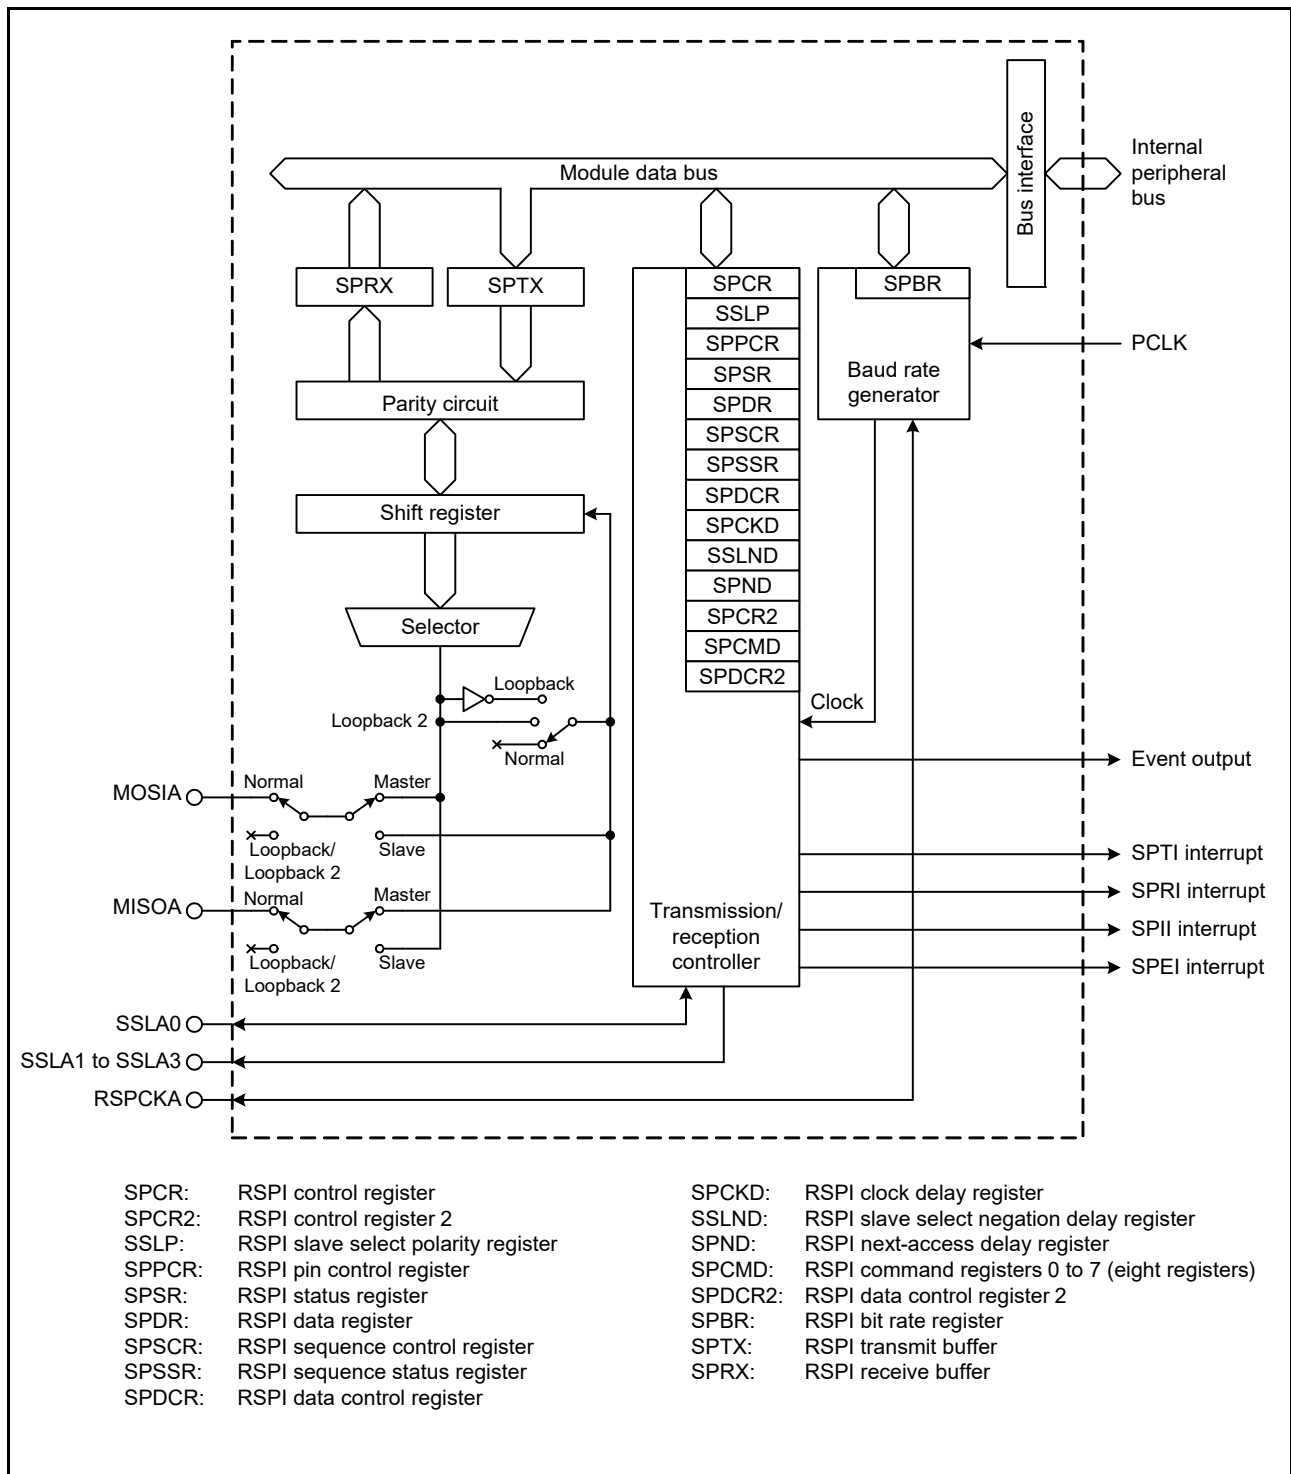 Module data bus
Bus interface
Internal
peripheral
bus
SPRX
SPTX
SPCR
SSLP
SPPCR
SPSR
SPDR
SPSCR
SPSSR
SPDCR
SPCKD
SSLND
SPND
SPCR2
SPCMD
SPDCR2
SPBR
Baud rate
generator
PCLK
Parity circuit
Shift register
Selector
Loopback
Loopback 2
Normal
Clock
Event output
MOSIA
Normal
Master
Loopback/
Loopback 2
Slave
SPTI interrupt
SPRI interrupt
SPII interrupt
SPEI interrupt
MISOA
Normal
Master
Loopback/
Loopback 2
Slave
Transmission/
reception
controller
SSLA0
SSLA1 to SSLA3
RSPCKA
SPCR: RSPI control register
SPCR2: RSPI control register 2
SSLP: RSPI slave select polarity register
SPPCR: RSPI pin control register
SPSR: RSPI status register
SPDR: RSPI data register
SPSCR: RSPI sequence control register
SPSSR: RSPI sequence status register
SPDCR: RSPI data control register
SPCKD: RSPI clock delay register
SSLND: RSPI slave select negation delay register
SPND: RSPI next-access delay register
SPCMD: RSPI command registers 0 to 7 (eight registers)
SPDCR2: RSPI data control register 2
SPBR: RSPI bit rate register
SPTX: RSPI transmit buffer
SPRX: RSPI receive buffer